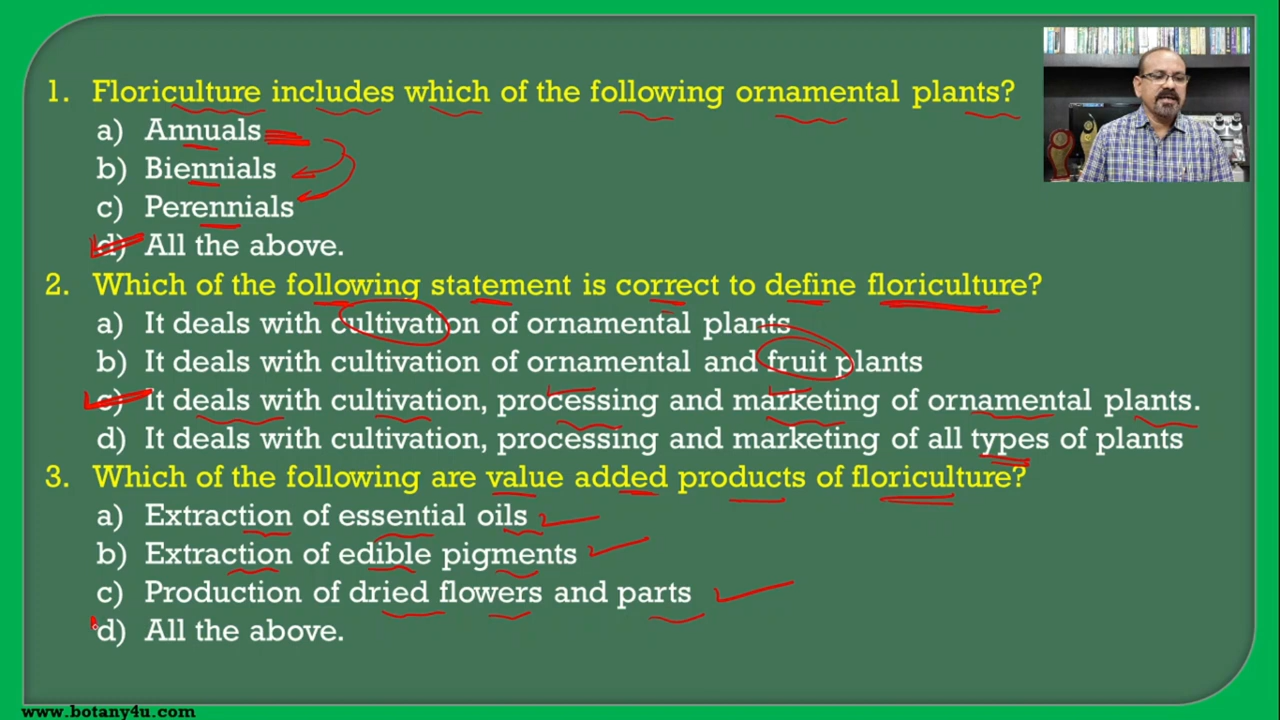 1. Floriculture includes which of the following ornamental plants?
a) Annuals
b) Biennials
c) Perennials
d) All the above.
2. Which of the following statement is correct to define floriculture?
a) It deals with cultivation of ornamental plants
b) It deals with cultivation of ornamental and fruit plants
c) It deals with cultivation, processing and marketing of ornamental plants.
d) It deals with cultivation, processing and marketing of all types of plants
3. Which of the following are value added products of floriculture?
a) Extraction of essential oils
b) Extraction of edible pigments
c) Production of dried flowers and parts
d) All the above.
www.botany4u.com